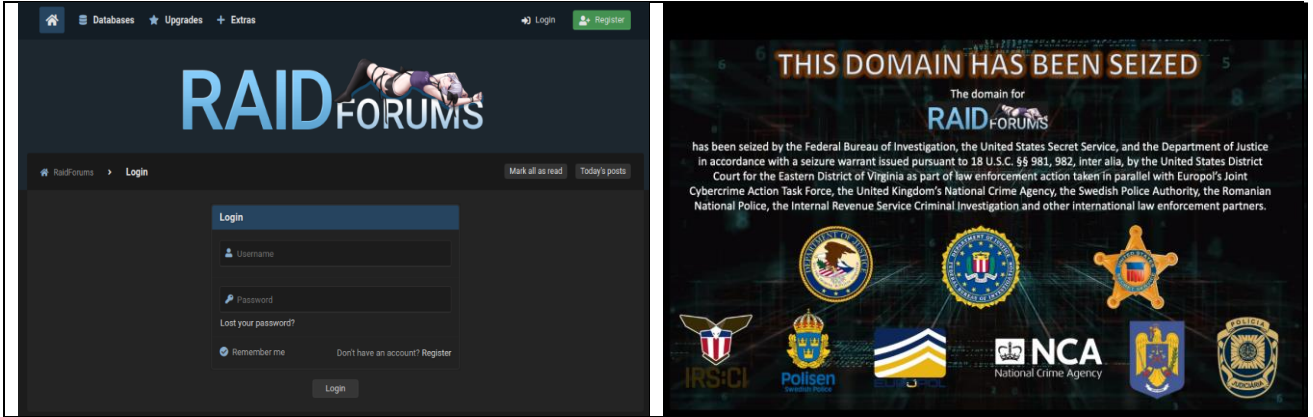 Databases Upgrades Extras Login Register
RAID FORUMS
RaidForums Login Mark all as read Today's posts
Login
Username
Password
Lost your password?
Remember me Don't have an account? Register
Login
THIS DOMAIN HAS BEEN SEIZED
The domain for
RAID FORUMS
has been seized by the Federal Bureau of Investigation, the United States Secret Service, and the Department of Justice
in accordance with a seizure warrant issued pursuant to 18 U.S.C. §§ 981, 982, inter alia, by the United States District
Court for the Eastern District of Virginia as part of law enforcement action taken in parallel with Europol's Joint
Cybercrime Action Task Force, the United Kingdom's National Crime Agency, the Swedish Police Authority, the Romanian
National Police, the Internal Revenue Service Criminal Investigation and other international law enforcement partners.
IRS:CI
Polisen
Swedish Police
EUROPOL
NCA
National Crime Agency
POLÍCIA
JUDICIÁRIA